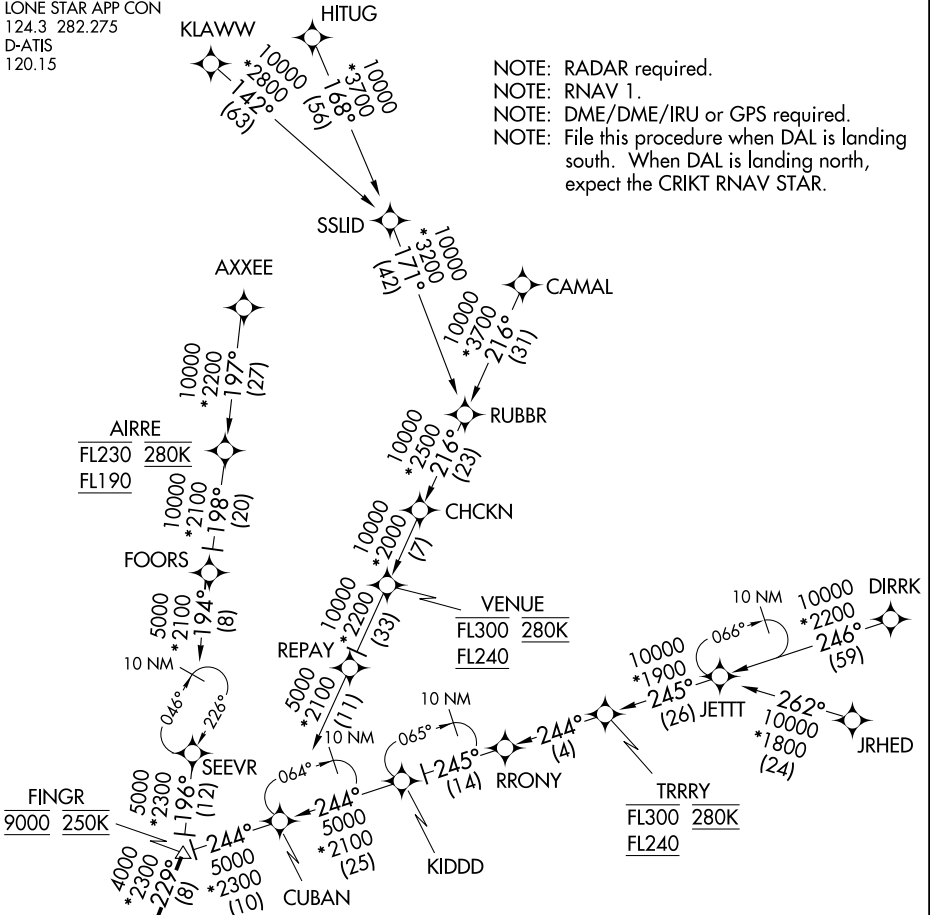 LONE STAR APP CON
124.3 282.275
D-ATIS
120.15
KLAWW
HITUG
10000
*2800
142°
(63)
10000
*3700
168°
(56)
NOTE: RADAR required.
NOTE: RNAV 1.
NOTE: DME/DME/IRU or GPS required.
NOTE: File this procedure when DAL is landing
south. When DAL is landing north,
expect the CRIKT RNAV STAR.
SSLID
10000
*3200
171°
(42)
AXXEE
CAMAL
10000
*3700
216°
(31)
10000
*2200
197°
(27)
RUBBR
AIRRE
FL230 280K
FL190
10000
*2500
216°
(23)
10000
*2100
198°
(20)
CHCKN
10000
*2000
(7)
FOORS
5000
*2100
194°
(8)
VENUE
FL300 280K
FL240
10000
*2200
(33)
REPAY
5000
*2100
(11)
DIRRK
10000
*2200
246°
(59)
10 NM
066°
JETTT
10000
*1900
245°
(26)
262°
10000
*1800
(24)
JRHED
10 NM
046°
226°
SEEVR
10 NM
065°
10 NM
064°
244°
(4)
RRONY
245°
(14)
TRRRY
FL300 280K
FL240
KIDDD
244°
5000
*2100
(25)
CUBAN
5000
*2300
196°
(12)
FINGR
9000 250K
244°
5000
*2300
(10)
4000
*2300
229°
(8)